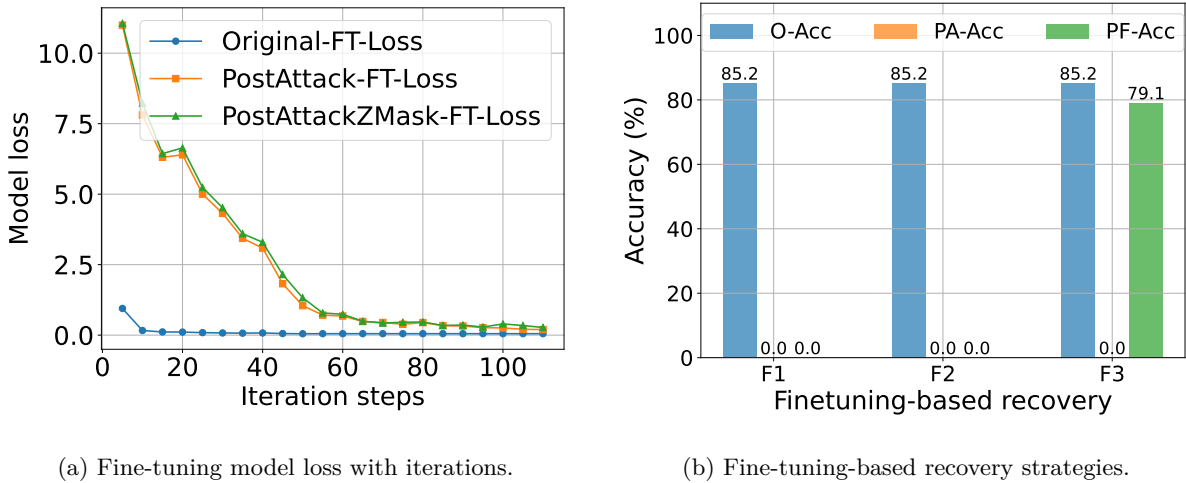 Original-FT-Loss
PostAttack-FT-Loss
PostAttackZMask-FT-Loss
Model loss
10.0
7.5
5.0
2.5
0.0
0 20 40 60 80 100
Iteration steps
(a) Fine-tuning model loss with iterations.
O-Acc PA-Acc PF-Acc
Accuracy (%)
100
80
60
40
20
0
85.2 0.0 0.0
85.2 0.0 0.0
85.2 0.0 79.1
F1 F2 F3
Finetuning-based recovery
(b) Fine-tuning-based recovery strategies.